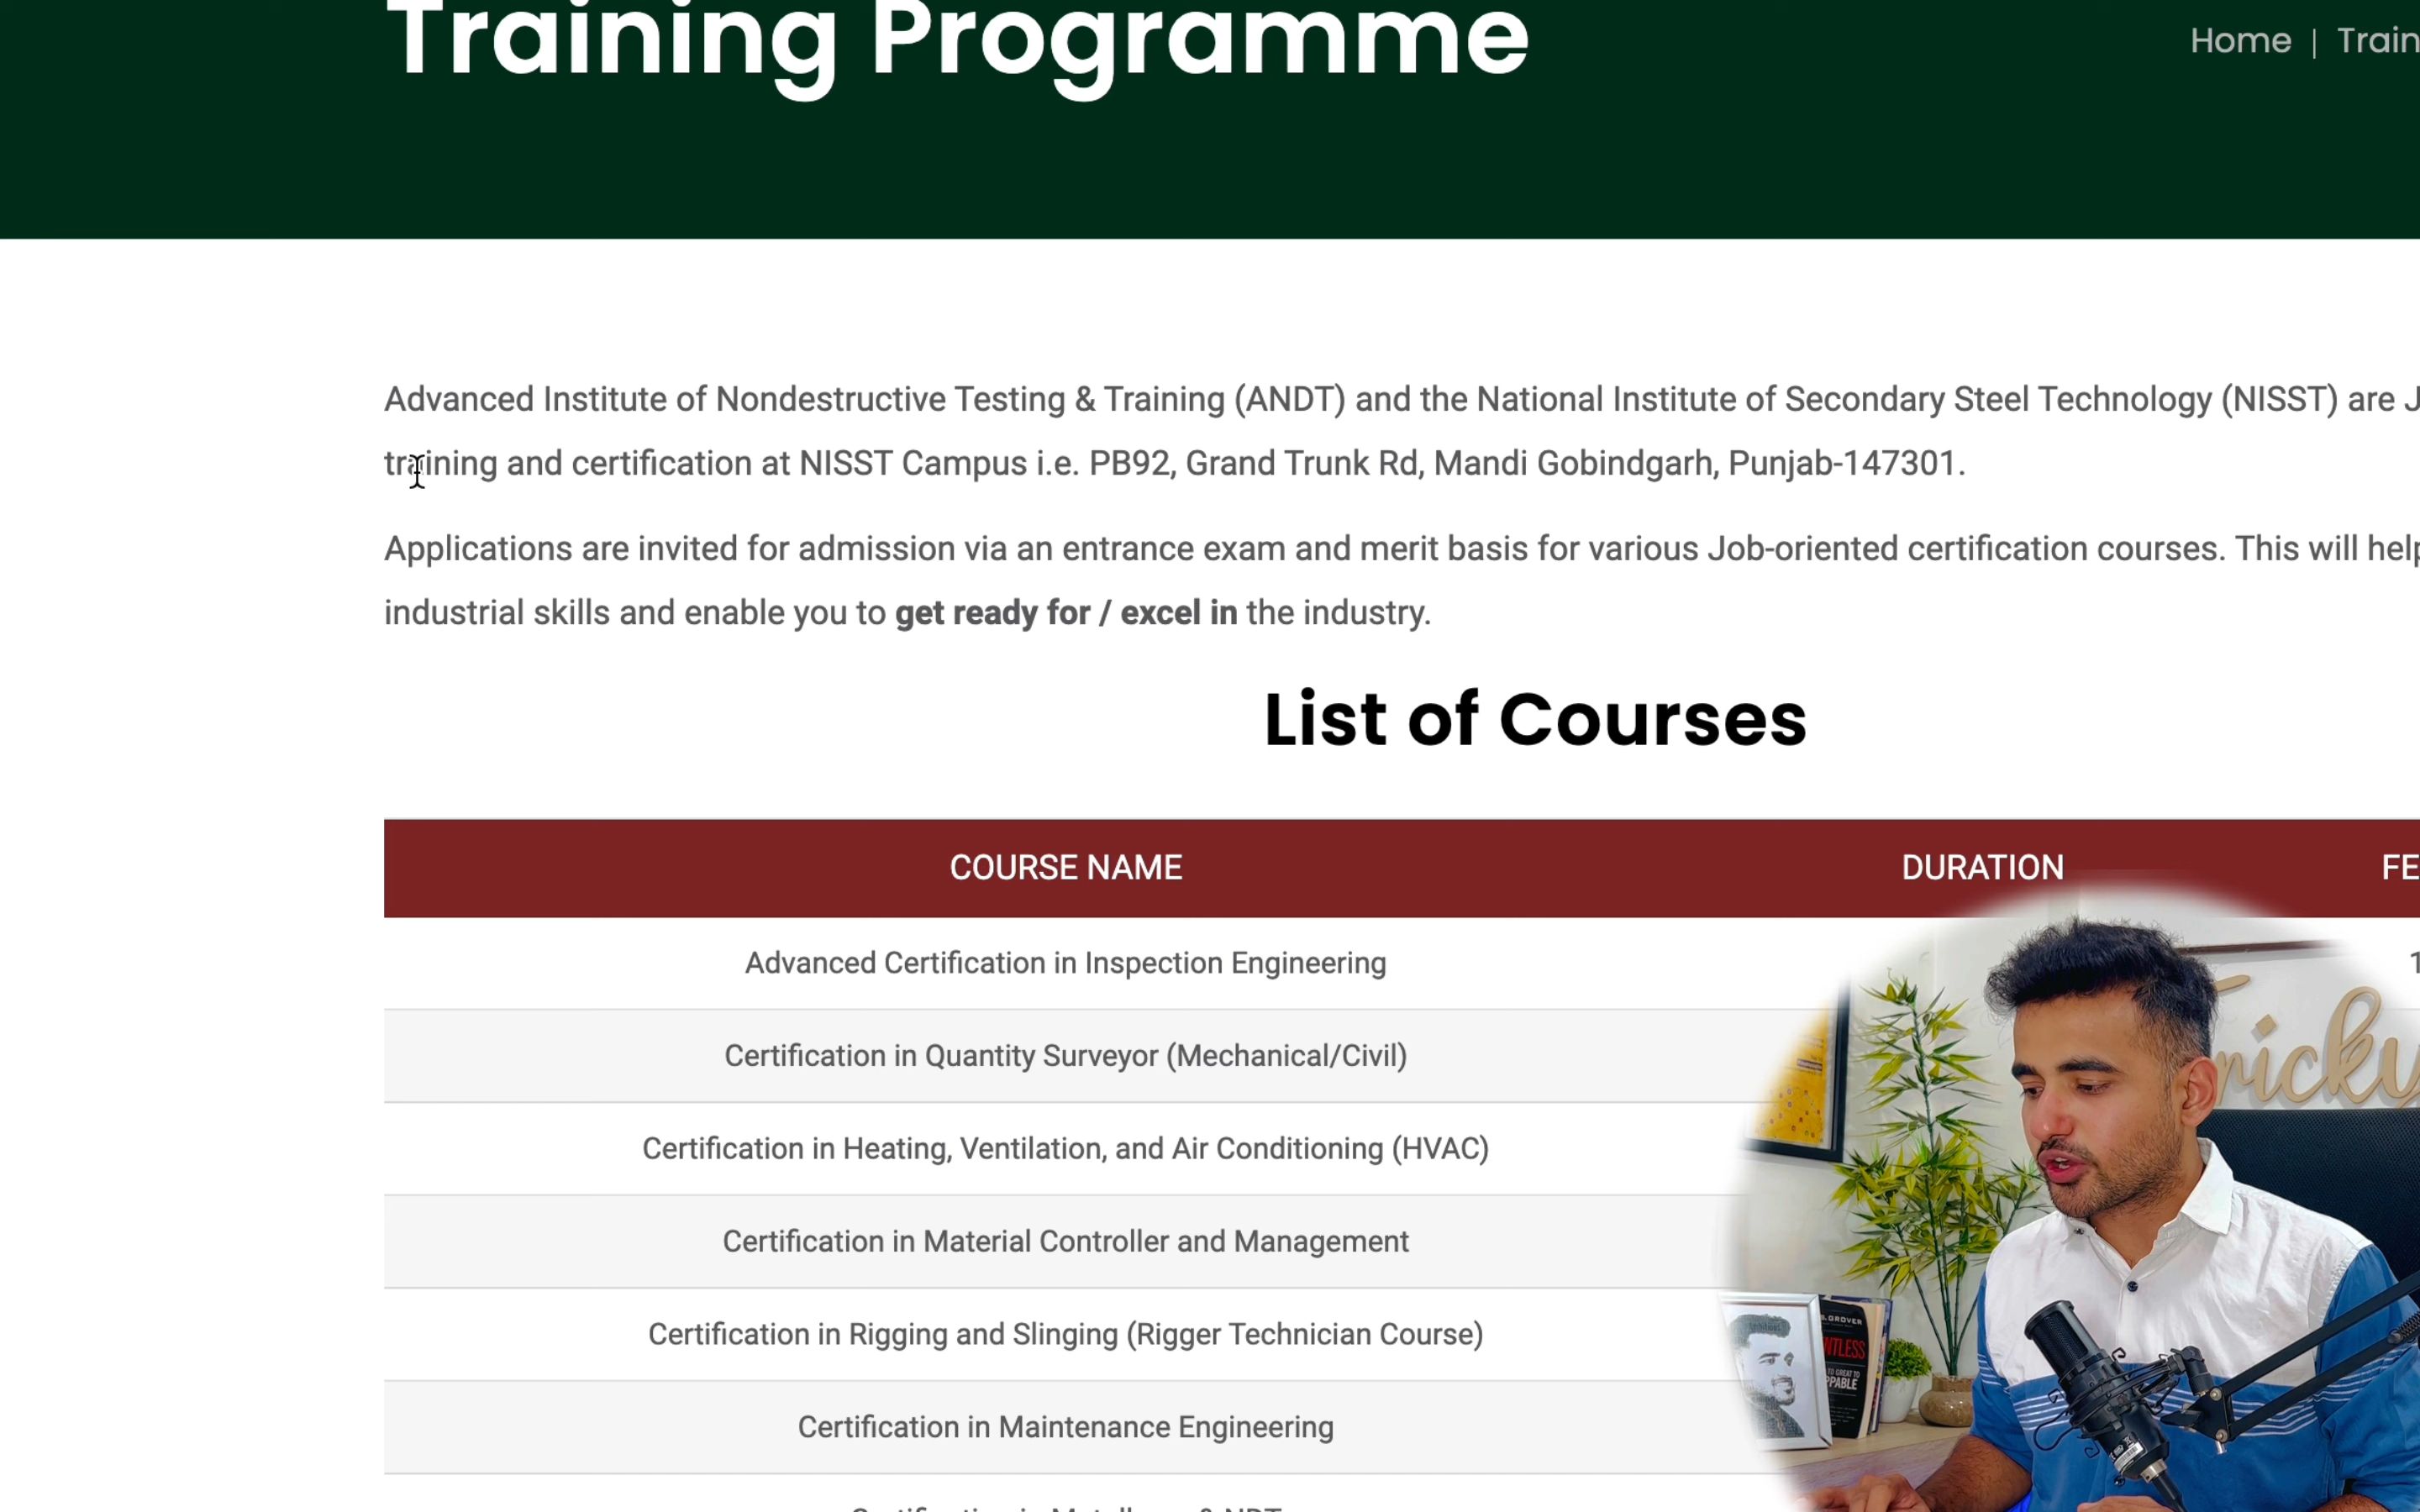 Training Programme
Home |
Advanced Institute of Nondestructive Testing & Training (ANDT) and the National Institute of Secondary Steel Technology (NISST) are
training and certification at NISST Campus i.e. PB92, Grand Trunk Rd, Mandi Gobindgarh, Punjab-147301.
Applications are invited for admission via an entrance exam and merit basis for various Job-oriented certification courses. This will
industrial skills and enable you to get ready for / excel in the industry.
List of Courses
COURSE NAME DURATION
Advanced Certification in Inspection Engineering
Certification in Quantity Surveyor (Mechanical/Civil)
Certification in Heating, Ventilation, and Air Conditioning (HVAC)
Certification in Material Controller and Management
Certification in Rigging and Slinging (Rigger Technician Course)
Certification in Maintenance Engineering